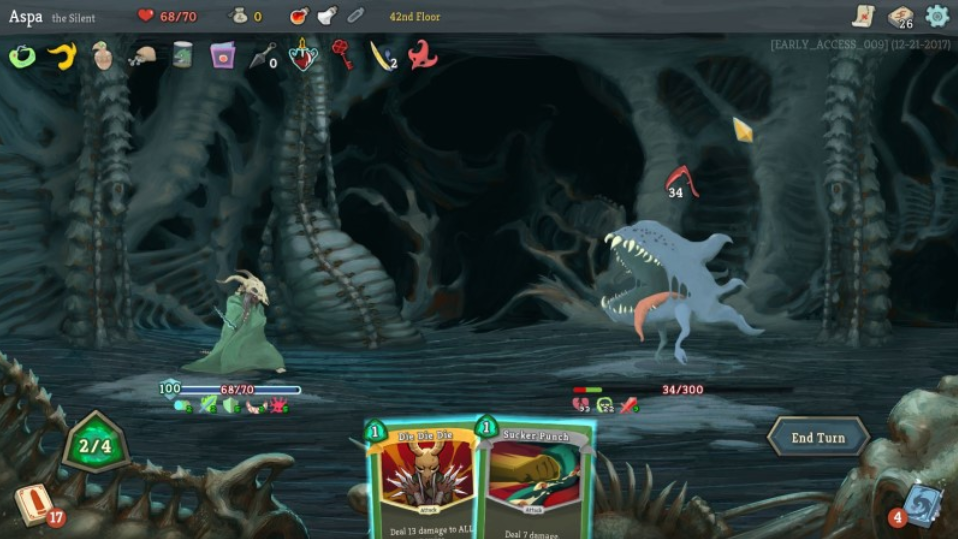 Aspa the Silent 68/70 0 42nd Floor 26
[EARLY_ACCESS_009] (12-21-2017)
0 2
34
100 68/70 34/300
2/4
1 Die Die Die 1 Sucker Punch
End Turn
Attack Attack
17 4
Deal 13 damage to ALL Deal 7 damage